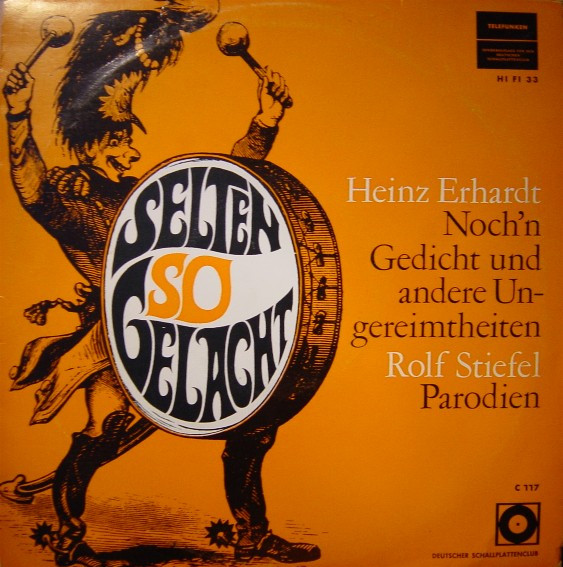 TELEFUNKEN
HI FI 33
SELTEN
SO
GELACHT
Heinz Erhardt
Noch'n
Gedicht und
andere Un-
gereimtheiten
Rolf Stiefel
Parodien
C 117
DEUTSCHER SCHALLPLATTENCLUB